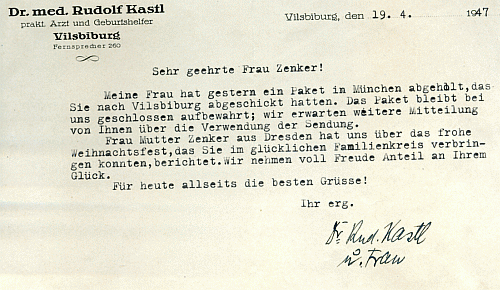 Dr. med. Rudolf Kastl
prakt. Arzt und Geburtshelfer
Vilsbiburg
Fernsprecher 260
Vilsbiburg, den 19. 4. 1947
Sehr geehrte Frau Zenker!
Meine Frau hat gestern ein Paket in München abgeholt,das
Sie nach Vilsbiburg abgeschickt hatten. Das Paket bleibt bei
uns geschlossen aufbewahrt; wir erwarten weitere Mitteilung
von Ihnen über die Verwendung der Sendung.
Frau Mutter Zenker aus Dresden hat uns über das frohe
Weihnachtsfest,das Sie im glücklichen Familienkreis verbrin-
gen konnten,berichtet.Wir nehmen voll Freude Anteil an Ihrem
Glück.
Für heute allseits die besten Grüsse!
Ihr erg.
Dr. Rud. Kastl
u. Frau